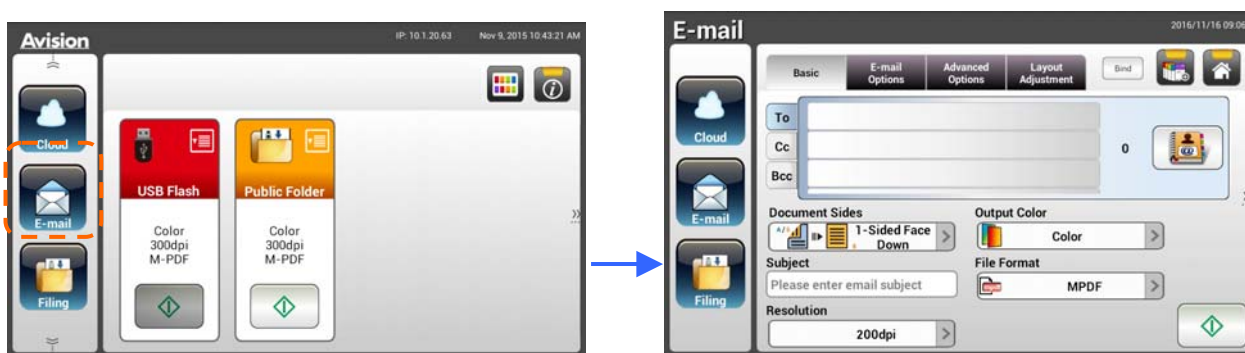 Avision
IP: 10.1.20.63
Nov 9, 2015 10:43:21 AM
Cloud
E-mail
Filing
USB Flash
Color
300dpi
M-PDF
Public Folder
Color
300dpi
M-PDF
E-mail
2016/11/16 09:06
Cloud
E-mail
Filing
Basic
E-mail
Options
Advanced
Options
Layout
Adjustment
Bind
To
Cc
Bcc
0
Document Sides
1-Sided Face
Down
Output Color
Color
Subject
Please enter email subject
File Format
MPDF
Resolution
200dpi